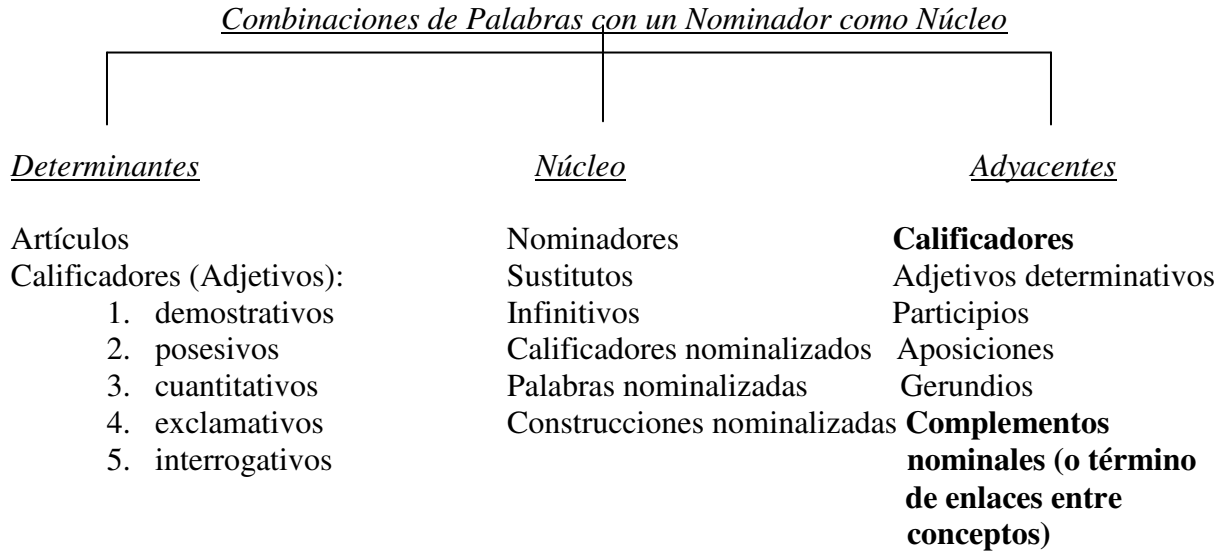 Combinaciones de Palabras con un Nominador como Núcleo
Determinantes Núcleo Adyacentes
Artículos Nominadores Calificadores
Calificadores (Adjetivos): Sustitutos Adjetivos determinativos
1. demostrativos Infinitivos Participios
2. posesivos Calificadores nominalizados Aposiciones
3. cuantitativos Palabras nominalizadas Gerundios
4. exclamativos Construcciones nominalizadas Complementos
5. interrogativos nominales (o término
de enlaces entre
conceptos)